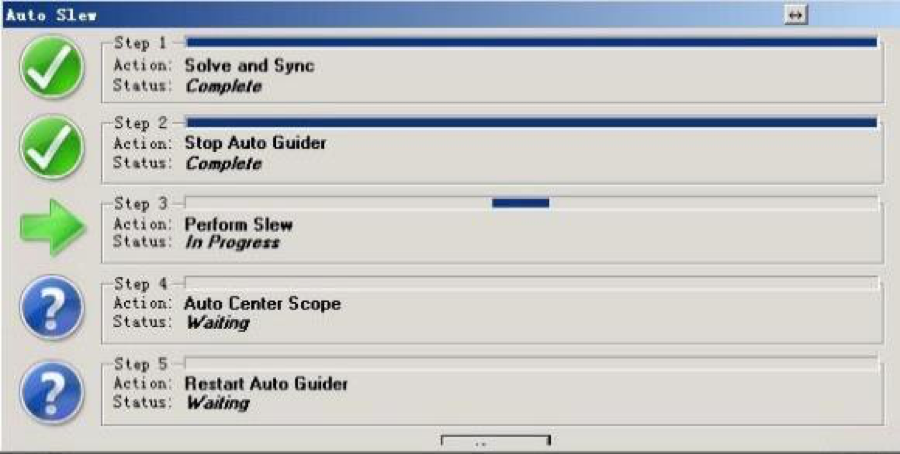 Auto Slew
Step 1
Action: Solve and Sync
Status: Complete
Step 2
Action: Stop Auto Guider
Status: Complete
Step 3
Action: Perform Slew
Status: In Progress
Step 4
Action: Auto Center Scope
Status: Waiting
Step 5
Action: Restart Auto Guider
Status: Waiting